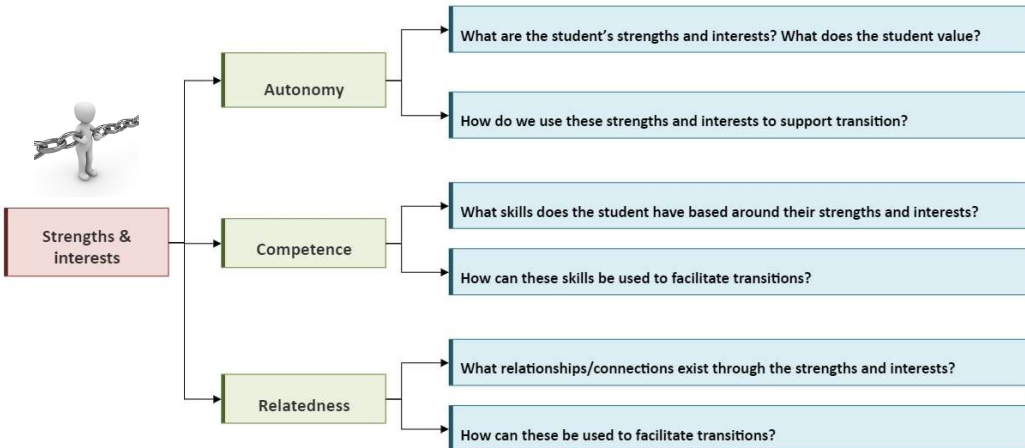 What are the student’s strengths and interests? What does the student value?
Autonomy
How do we use these strengths and interests to support transition?
What skills does the student have based around their strengths and interests?
Strengths &
interests
Competence
How can these skills be used to facilitate transitions?
What relationships/connections exist through the strengths and interests?
Relatedness
How can these be used to facilitate transitions?